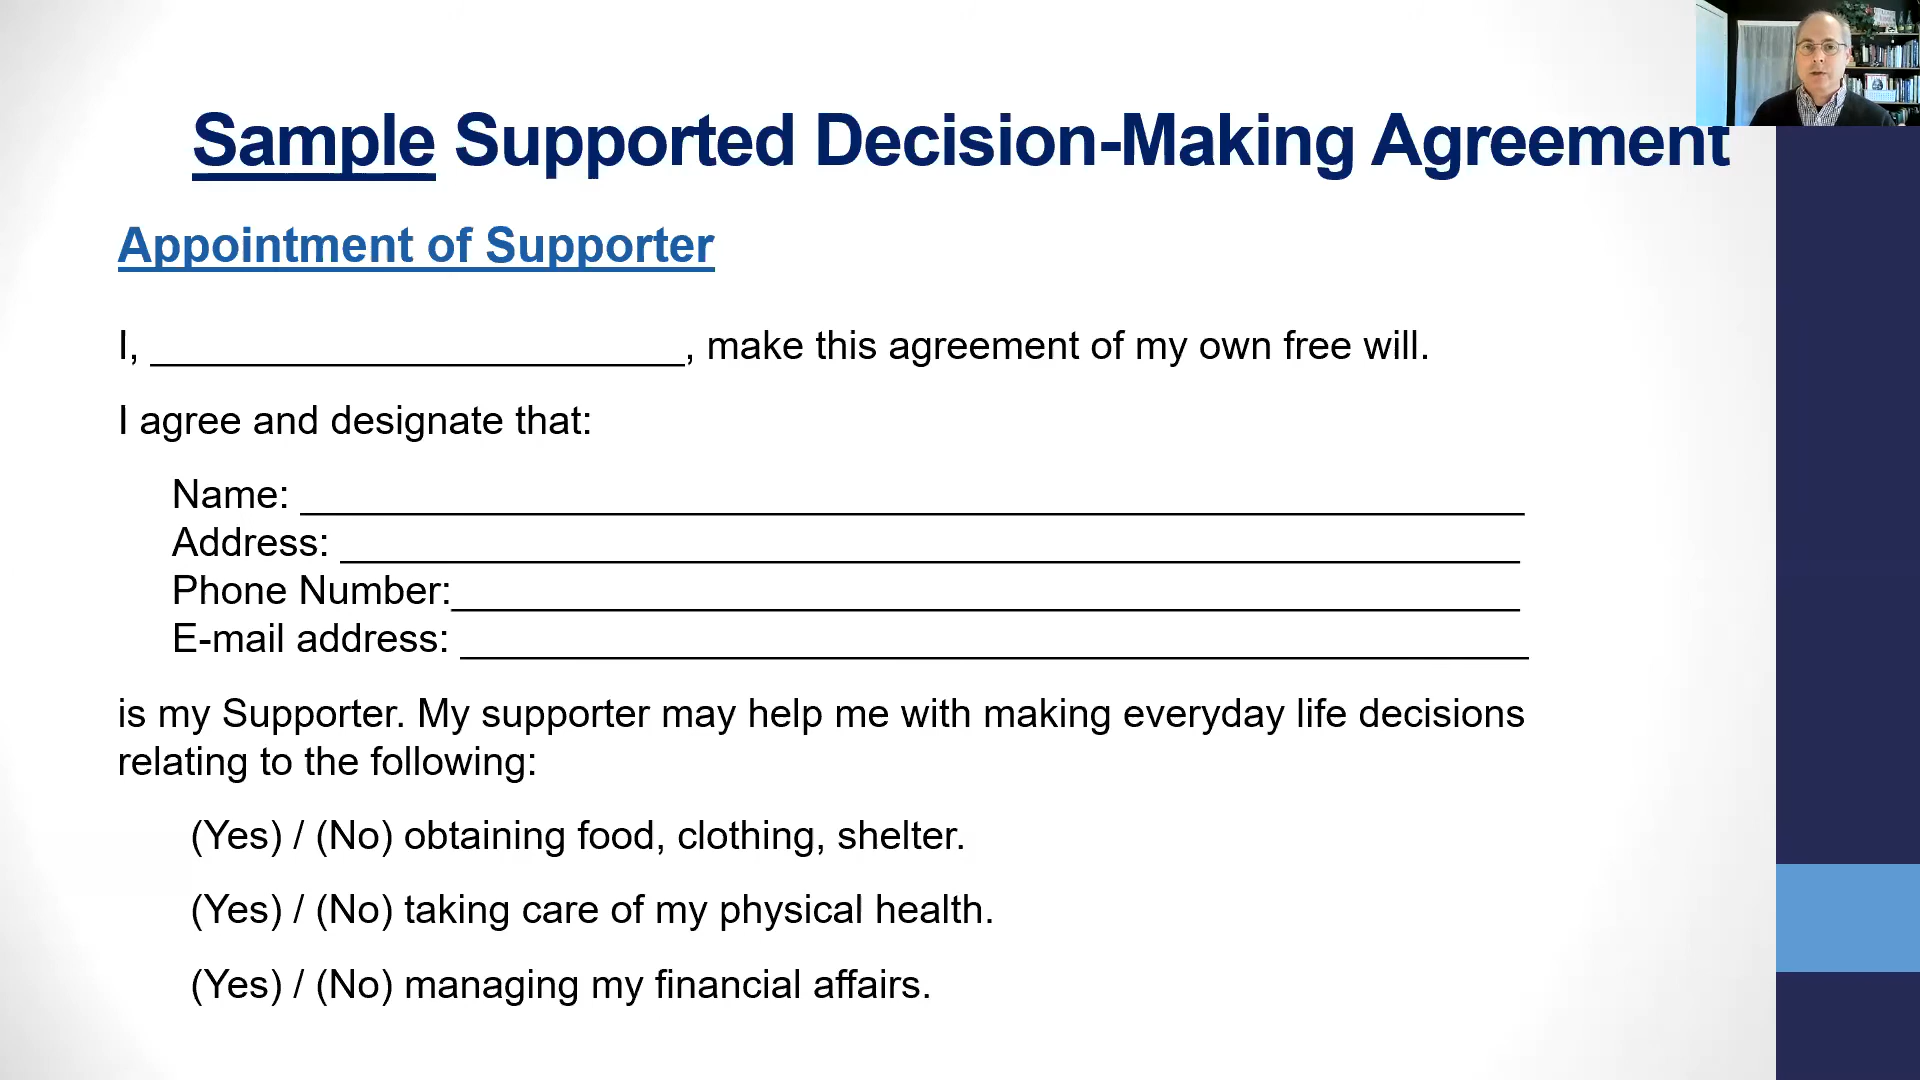 Sample Supported Decision-Making Agreement
Appointment of Supporter
I, ________________________, make this agreement of my own free will.
I agree and designate that:
Name: _______________________________________________________
Address: _____________________________________________________
Phone Number:________________________________________________
E-mail address: ________________________________________________
is my Supporter. My supporter may help me with making everyday life decisions
relating to the following:
(Yes) / (No) obtaining food, clothing, shelter.
(Yes) / (No) taking care of my physical health.
(Yes) / (No) managing my financial affairs.